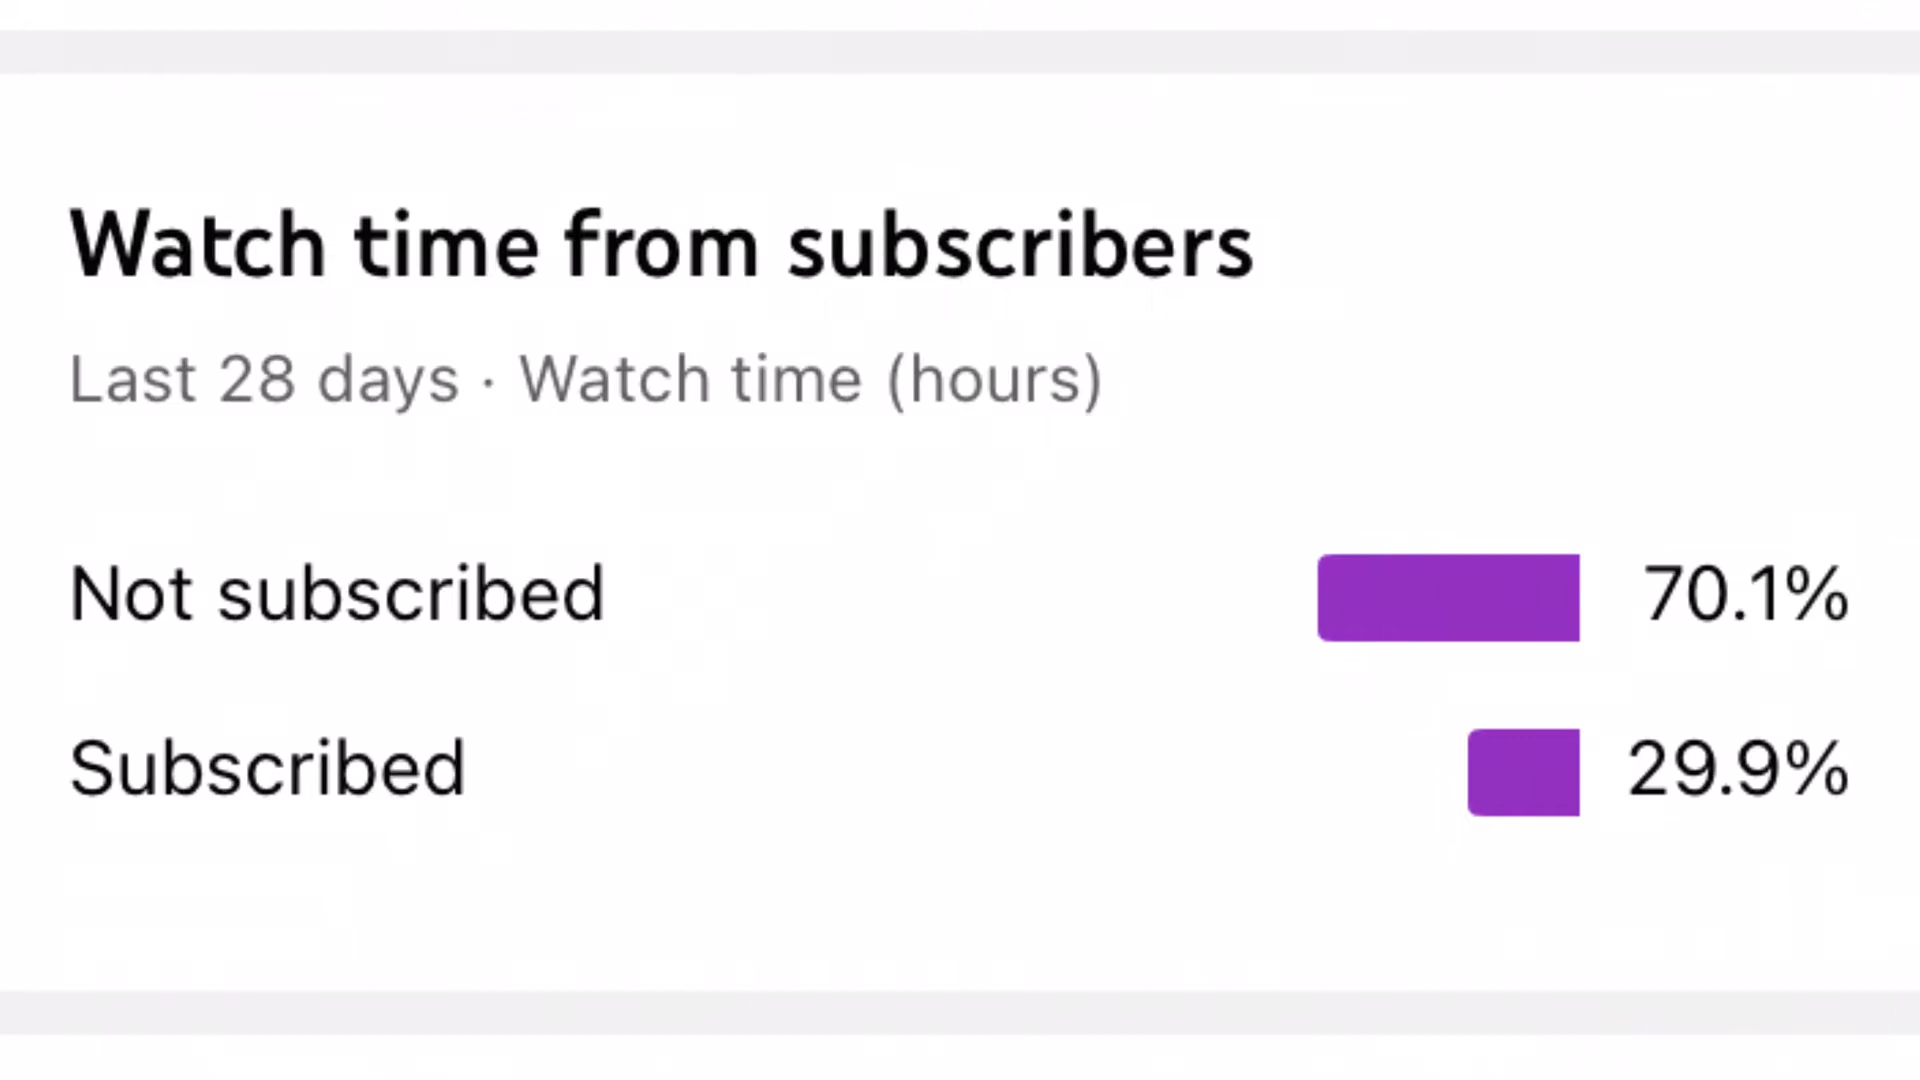 Watch time from subscribers
Last 28 days · Watch time (hours)
Not subscribed 70.1%
Subscribed 29.9%